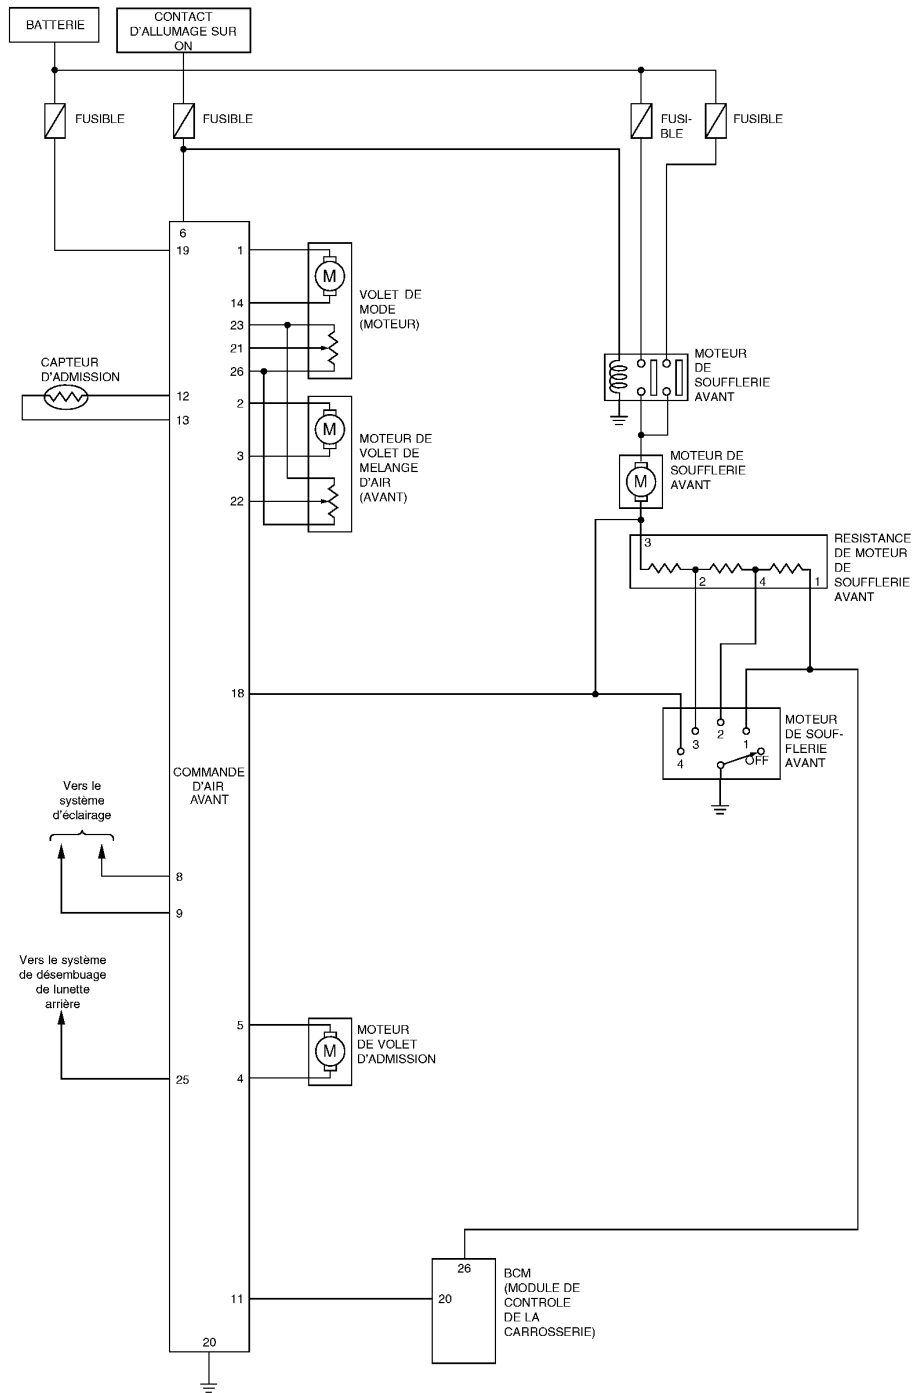 BATTERIE
CONTACT
D'ALLUMAGE SUR
ON
FUSIBLE
FUSIBLE
FUSI-
BLE
FUSIBLE
6
19
1
M
14
VOLET DE
MODE
(MOTEUR)
23
21
26
CAPTEUR
D'ADMISSION
12
13
2
M
3
22
MOTEUR DE
VOLET DE
MELANGE
D'AIR
(AVANT)
MOTEUR
DE
SOUFFLERIE
AVANT
MOTEUR DE
SOUFFLERIE
AVANT
M
3
2
4
1
RESISTANCE
DE MOTEUR
DE
SOUFFLERIE
AVANT
18
4
3
2
1
OFF
MOTEUR
DE SOUF-
FLERIE
AVANT
COMMANDE
D'AIR
AVANT
Vers le
système
d'éclairage
8
9
Vers le système
de désembuage
de lunette
arrière
25
5
M
4
MOTEUR
DE VOLET
D'ADMISSION
11
20
26
20
BCM
(MODULE DE
CONTROLE
DE LA
CARROSSERIE)